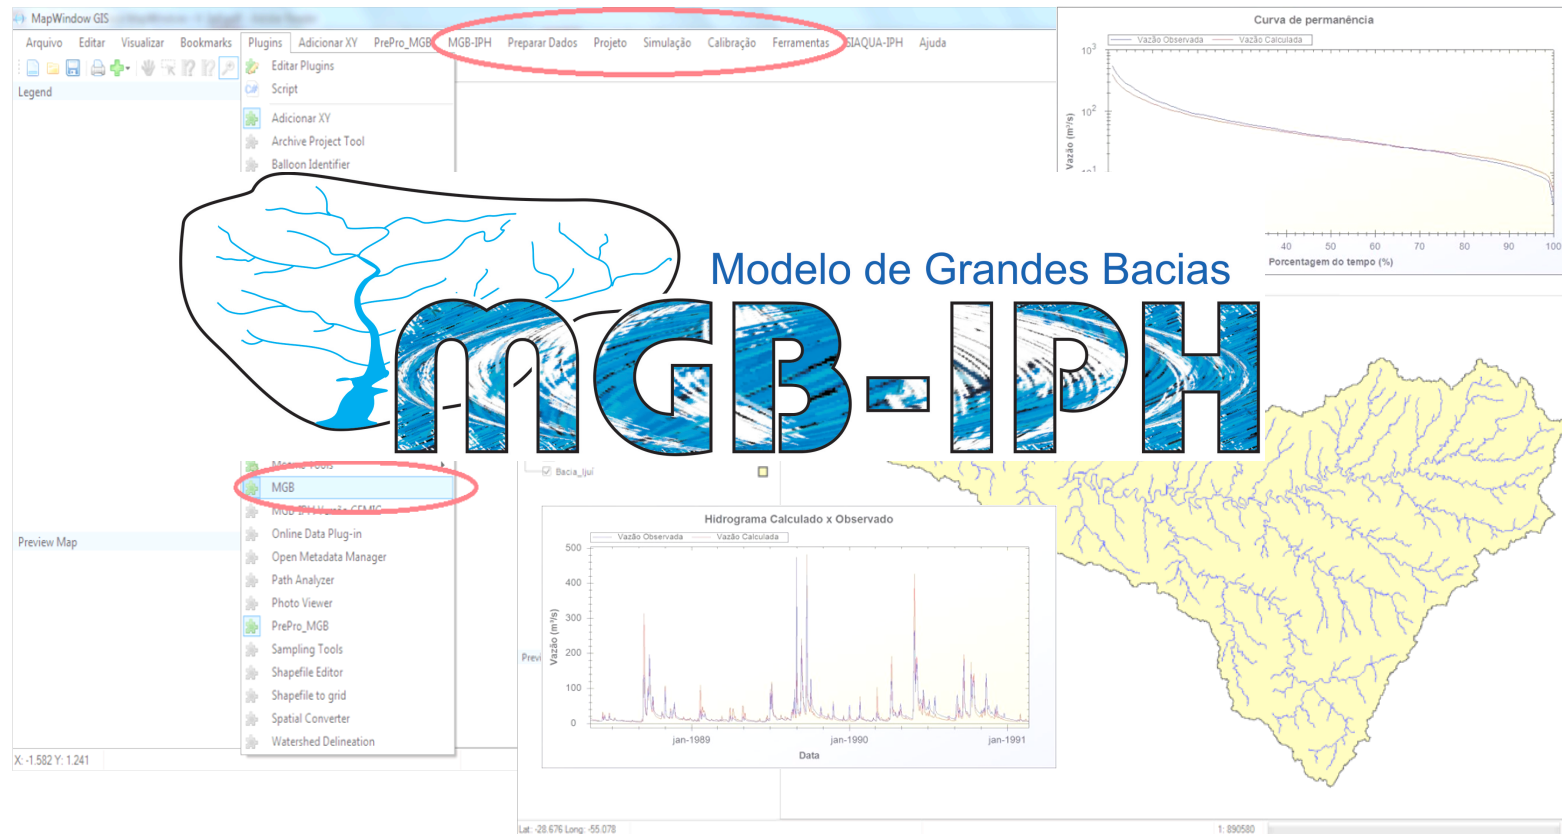 MapWindow GIS
Arquivo Editar Visualizar Bookmarks Plugins Adicionar XY PrePro_MGB MGB-IPH Preparar Dados Projeto Simulação Calibração Ferramentas SIAQUA-IPH Ajuda
Legend
Editar Plugins
Script
Adicionar XY
Archive Project Tool
Balloon Identifier
Curva de permanência
Vazão Observada Vazão Calculada
10³
10²
10¹
Vazão (m³/s)
40 50 60 70 80 90 100
Porcentagem do tempo (%)
Modelo de Grandes Bacias
MGB-IPH
MGB
Online Data Plug-in
Open Metadata Manager
Path Analyzer
Photo Viewer
PrePro_MGB
Sampling Tools
Shapefile Editor
Shapefile to grid
Spatial Converter
Watershed Delineation
Preview Map
X: -1.582 Y: 1.241
Bacia_Ijuí
Hidrograma Calculado x Observado
Vazão Observada Vazão Calculada
500
400
300
200
100
0
Vazão (m³/s)
jan-1989 jan-1990 jan-1991
Data
Lat: -28.676 Long: -55.078
1: 890580